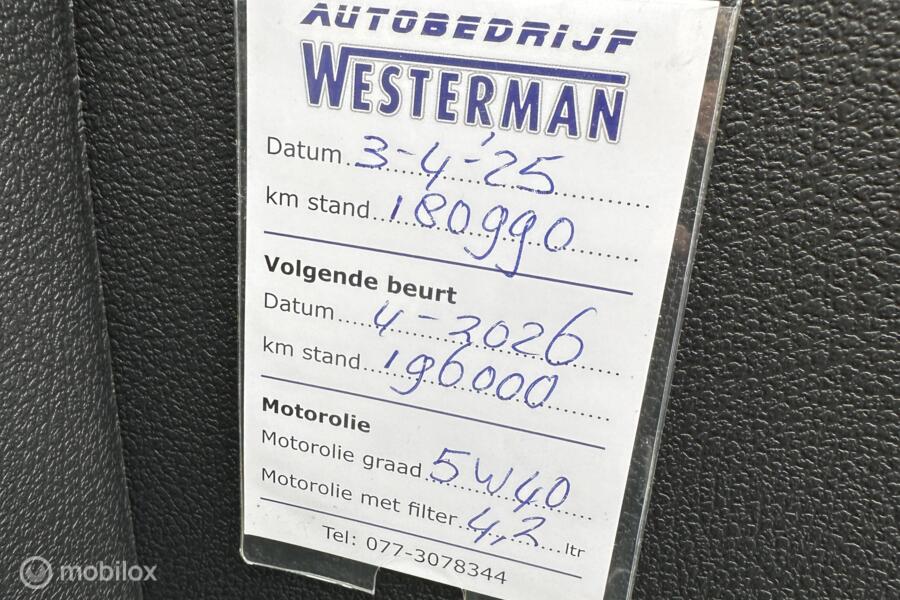 AUTOBEDRIJF
WESTERMAN
Datum 3-4-'25
km stand 180990
Volgende beurt
Datum 4-2026
km stand 196000
Motorolie
Motorolie graad 5W40
Motorolie met filter 4,2 ltr
Tel: 077-3078344
mobilox